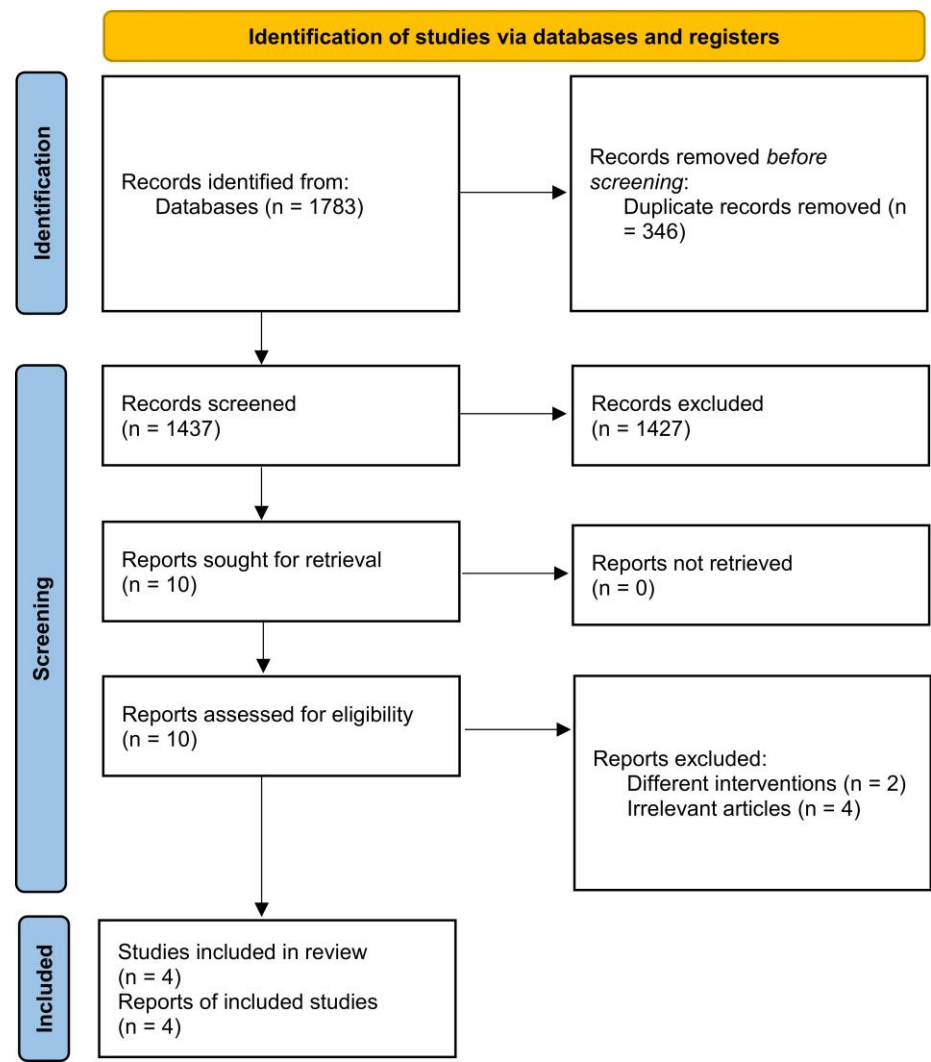 Identification of studies via databases and registers
Identification
Records identified from:
Databases (n = 1783)
Records removed before
screening:
Duplicate records removed (n
= 346)
Screening
Records screened
(n = 1437)
Records excluded
(n = 1427)
Reports sought for retrieval
(n = 10)
Reports not retrieved
(n = 0)
Reports assessed for eligibility
(n = 10)
Reports excluded:
Different interventions (n = 2)
Irrelevant articles (n = 4)
Included
Studies included in review
(n = 4)
Reports of included studies
(n = 4)